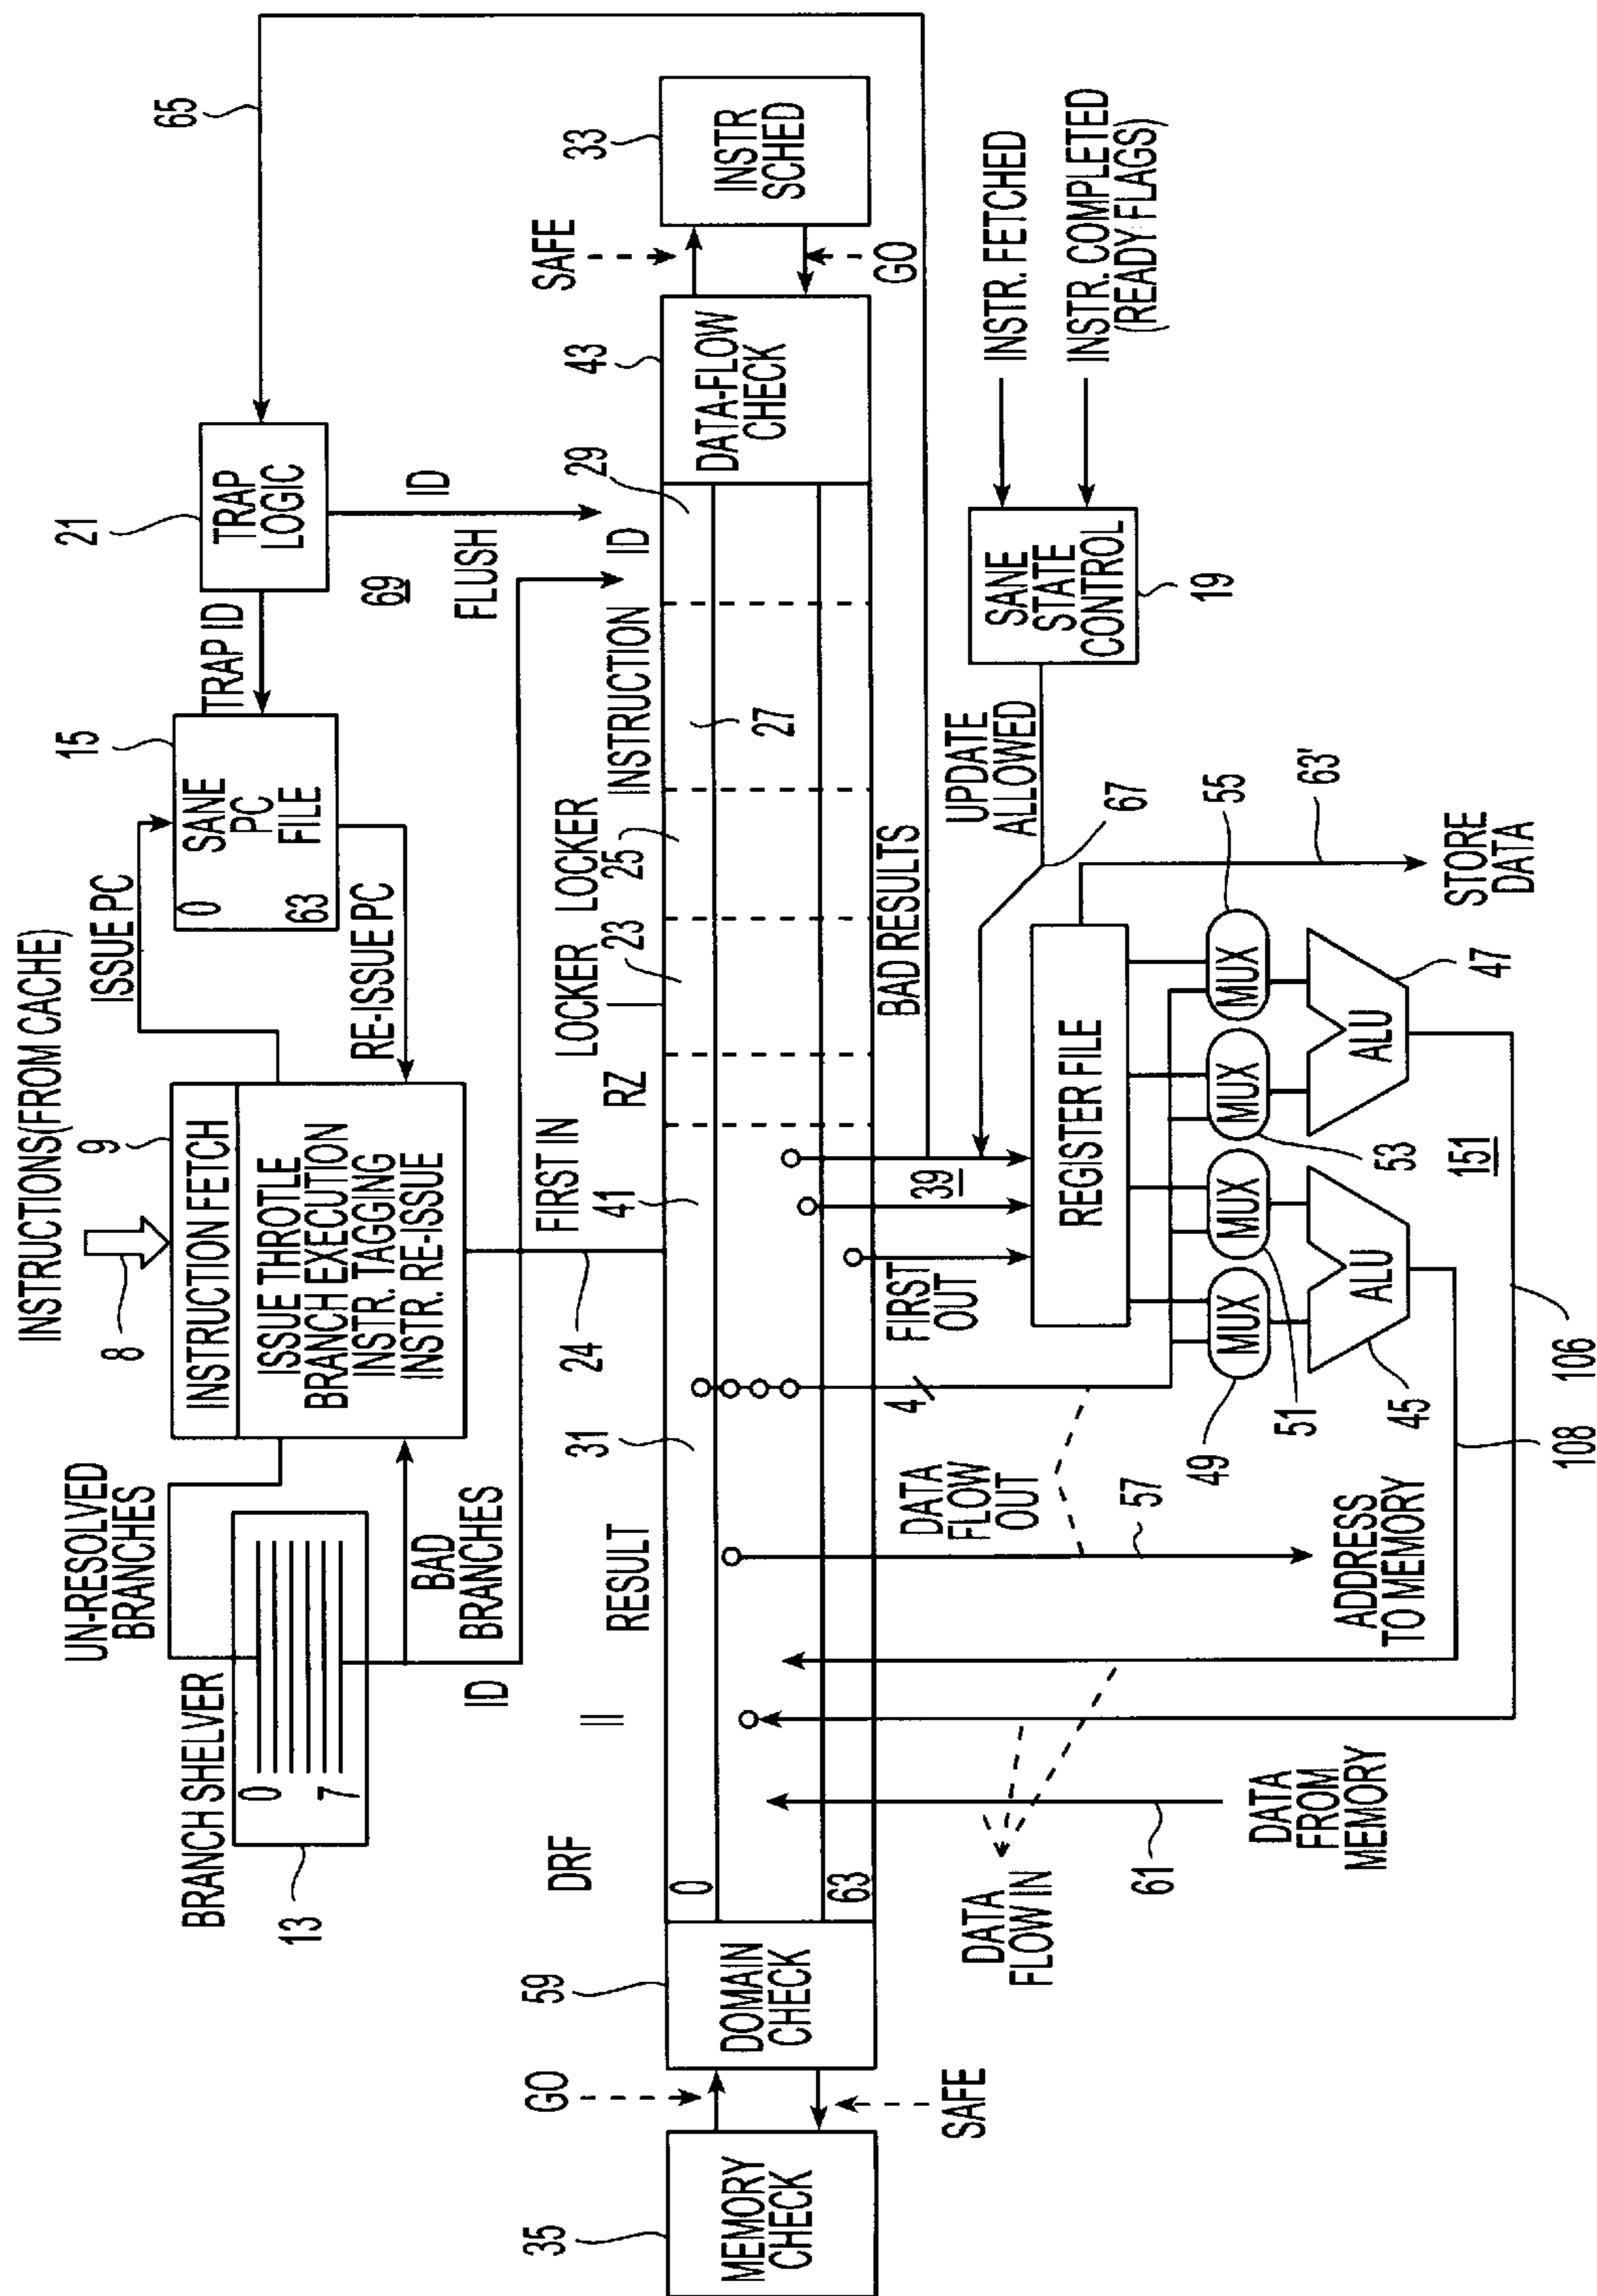 INSTRUCTIONS(FROM CACHE)
8
9
INSTRUCTION FETCH
ISSUE THROTLE
BRANCH EXECUTION
INSTR. TAGGING
INSTR. RE-ISSUE
UN-RESOLVED
BRANCHES
BRANCH SHELVER
0
7
13
BAD
BRANCHES
ID
ISSUE PC
RE-ISSUE PC
15
0
SANE
PC
FILE
63
TRAP ID
21
TRAP
LOGIC
69
65
ID
FLUSH
FIRST IN
24
35
MEMORY
CHECK
GO
SAFE
59
DOMAIN
CHECK
DRF
||
RESULT
31
41
RZ
LOCKER
|
23
LOCKER
25
INSTRUCTION
27
ID
29
0
63
43
DATA-FLOW
CHECK
SAFE
GO
33
INSTR
SCHED
BAD RESULTS
39
FIRST
OUT
4
DATA
FLOW
OUT
57
ADDRESS
TO MEMORY
DATA
FLOW IN
61
DATA
FROM
MEMORY
REGISTER FILE
UPDATE
ALLOWED
67
SANE
STATE
CONTROL
19
INSTR. FETCHED
INSTR. COMPLETED
(READY FLAGS)
63'
STORE
DATA
MUX
MUX
MUX
MUX
49
51
53
55
ALU
45
ALU
47
151
106
108